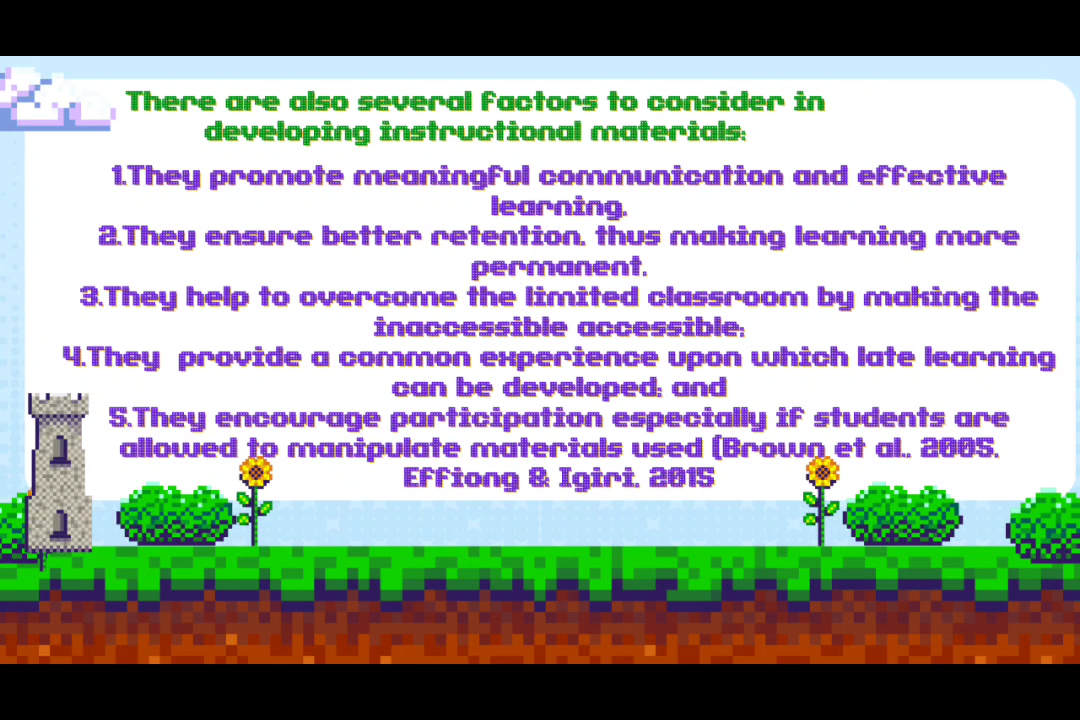 There are also several factors to consider in
developing instructional materials:
1.They promote meaningful communication and effective
learning.
2.They ensure better retention, thus making learning more
permanent.
3.They help to overcome the limited classroom by making the
inaccessible accessible;
4.They  provide a common experience upon which late learning
can be developed; and
5.They encourage participation especially if students are
allowed to manipulate materials used (Brown et al., 2005,
Effiong & Igiri, 2015